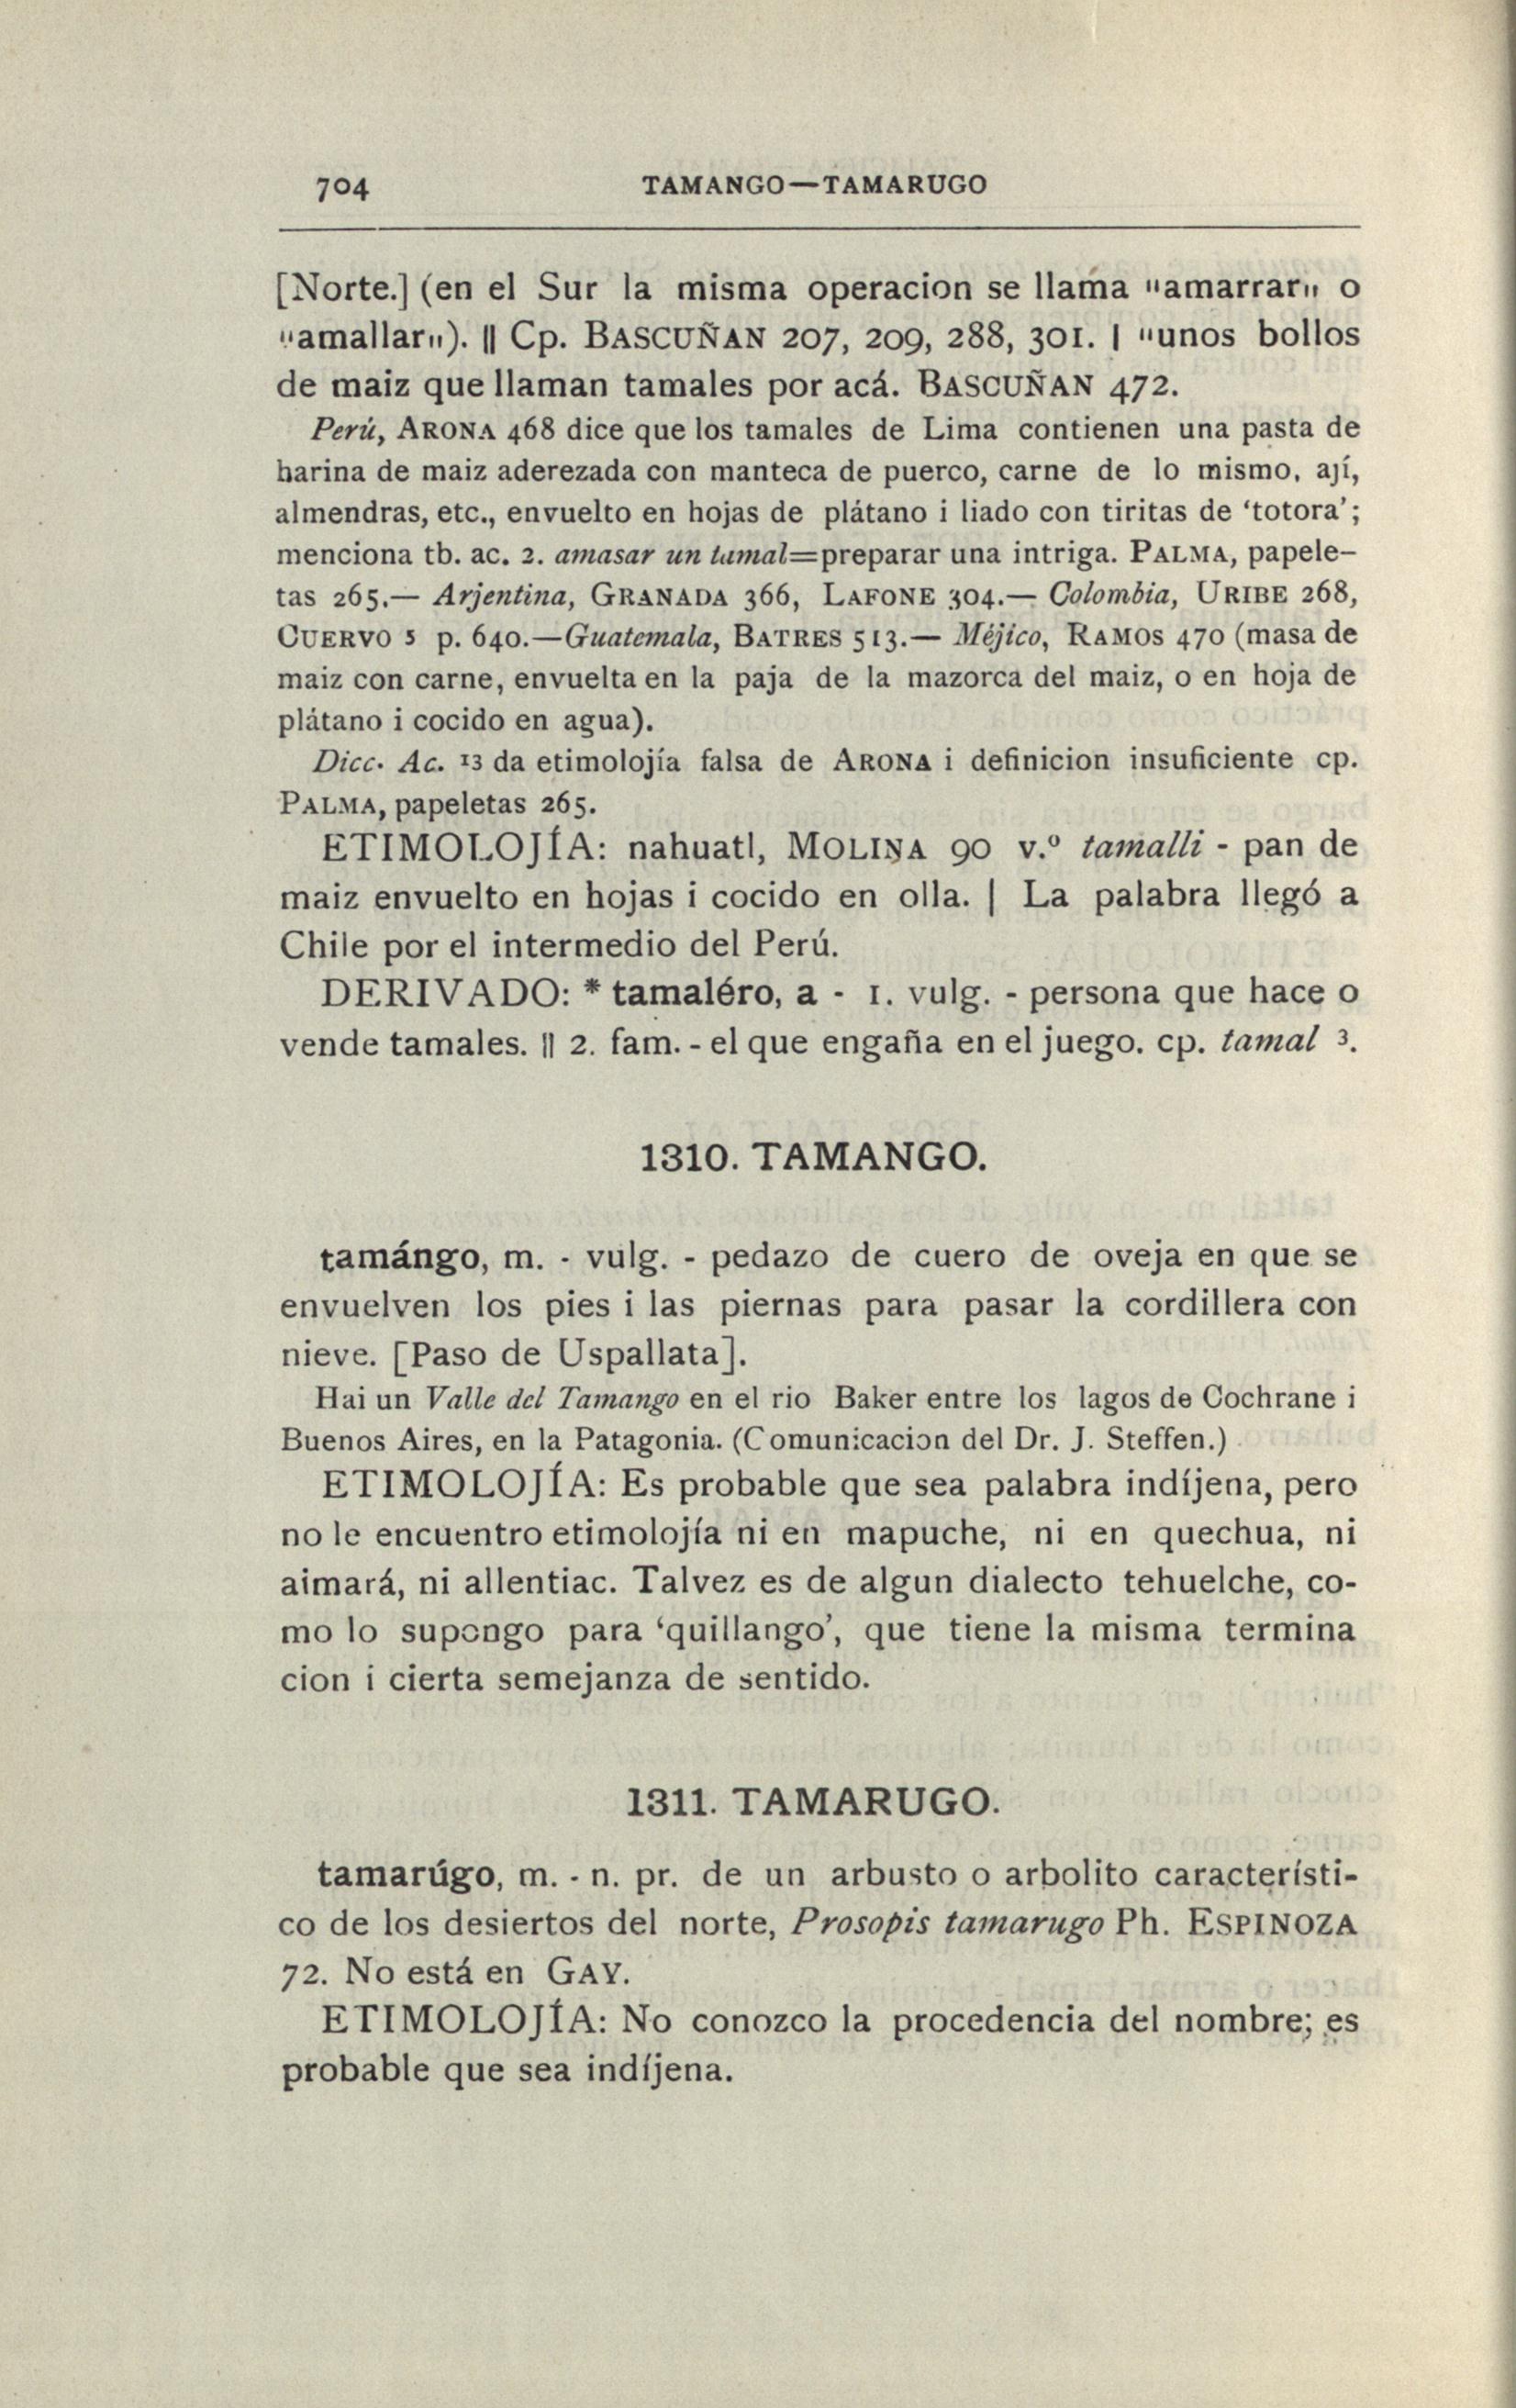 704 TAMANGO—TAMARUGO
[Norte.] (en el Sur la misma operacion se llama "amarrar„ o
"amallar„). || Cp. BASCUÑAN 207, 209, 288, 301. | "unos bollos
de maiz que llaman tamales por acá. BASCUÑAN 472.
Perú, ARONA 468 dice que los tamales de Lima contienen una pasta de
harina de maiz aderezada con manteca de puerco, carne de lo mismo, ají,
almendras, etc., envuelto en hojas de plátano i liado con tiritas de ‘totora’;
menciona tb. ac. 2. amasar un tamal=preparar una intriga. PALMA, papele-
tas 265.— Arjentina, GRANADA 366, LAFONE 304.— Colombia, URIBE 268,
CUERVO 5 p. 640.—Guatemala, BATRES 513.— Méjico, RAMOS 470 (masa de
maiz con carne, envuelta en la paja de la mazorca del maiz, o en hoja de
plátano i cocido en agua).
Dicc. Ac. 13 da etimolojía falsa de ARONA i definicion insuficiente cp.
PALMA, papeletas 265.
ETIMOLOJÍA: nahuatl, MOLINA 90 v.º tamalli - pan de
maiz envuelto en hojas i cocido en olla. | La palabra llegó a
Chile por el intermedio del Perú.
DERIVADO: * tamaléro, a - 1. vulg. - persona que hace o
vende tamales. || 2. fam. - el que engaña en el juego. cp. tamal 3.
1310. TAMANGO.
tamángo, m. - vulg. - pedazo de cuero de oveja en que se
envuelven los pies i las piernas para pasar la cordillera con
nieve. [Paso de Uspallata].
Hai un Valle del Tamango en el rio Baker entre los lagos de Cochrane i
Buenos Aires, en la Patagonia. (Comunicacion del Dr. J. Steffen.)
ETIMOLOJÍA: Es probable que sea palabra indíjena, pero
no le encuentro etimolojía ni en mapuche, ni en quechua, ni
aimará, ni allentiac. Talvez es de algun dialecto tehuelche, co-
mo lo supongo para ‘quillango’, que tiene la misma termina
cion i cierta semejanza de sentido.
1311. TAMARUGO.
tamarúgo, m. - n. pr. de un arbusto o arbolito característi-
co de los desiertos del norte, Prosopis tamarugo Ph. ESPINOZA
72. No está en GAY.
ETIMOLOJÍA: No conozco la procedencia del nombre; es
probable que sea indíjena.